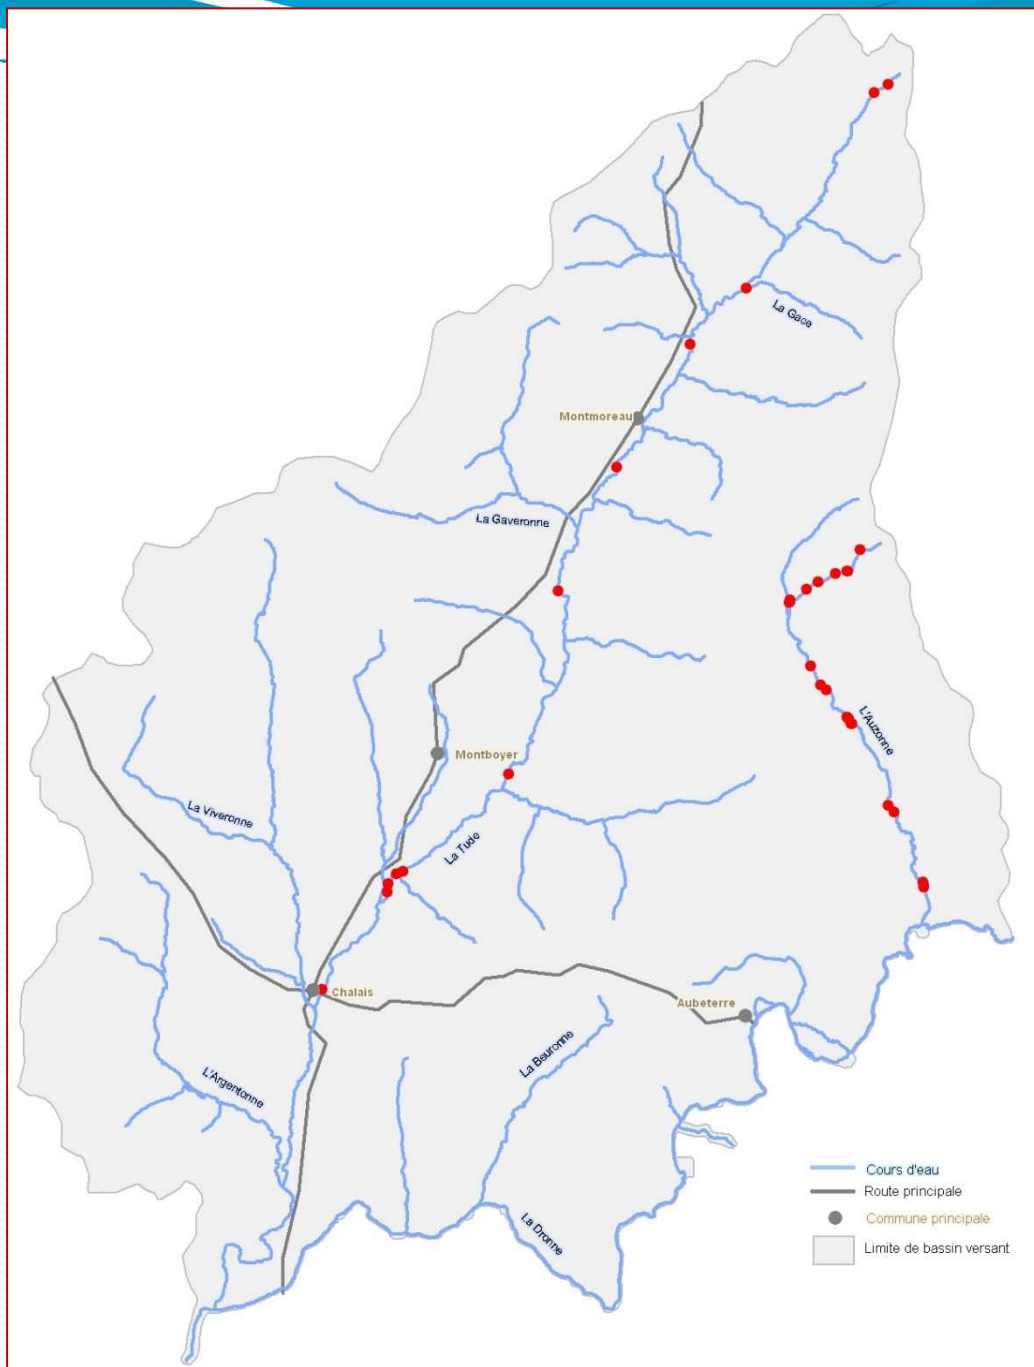 La Gace
Montmoreau
La Gaveronne
L'Auzonne
Montboyer
La Viveronne
La Tude
Chalais
Aubeterre
La Beuronne
L'Argentonne
La Dronne
Cours d'eau
Route principale
Commune principale
Limite de bassin versant